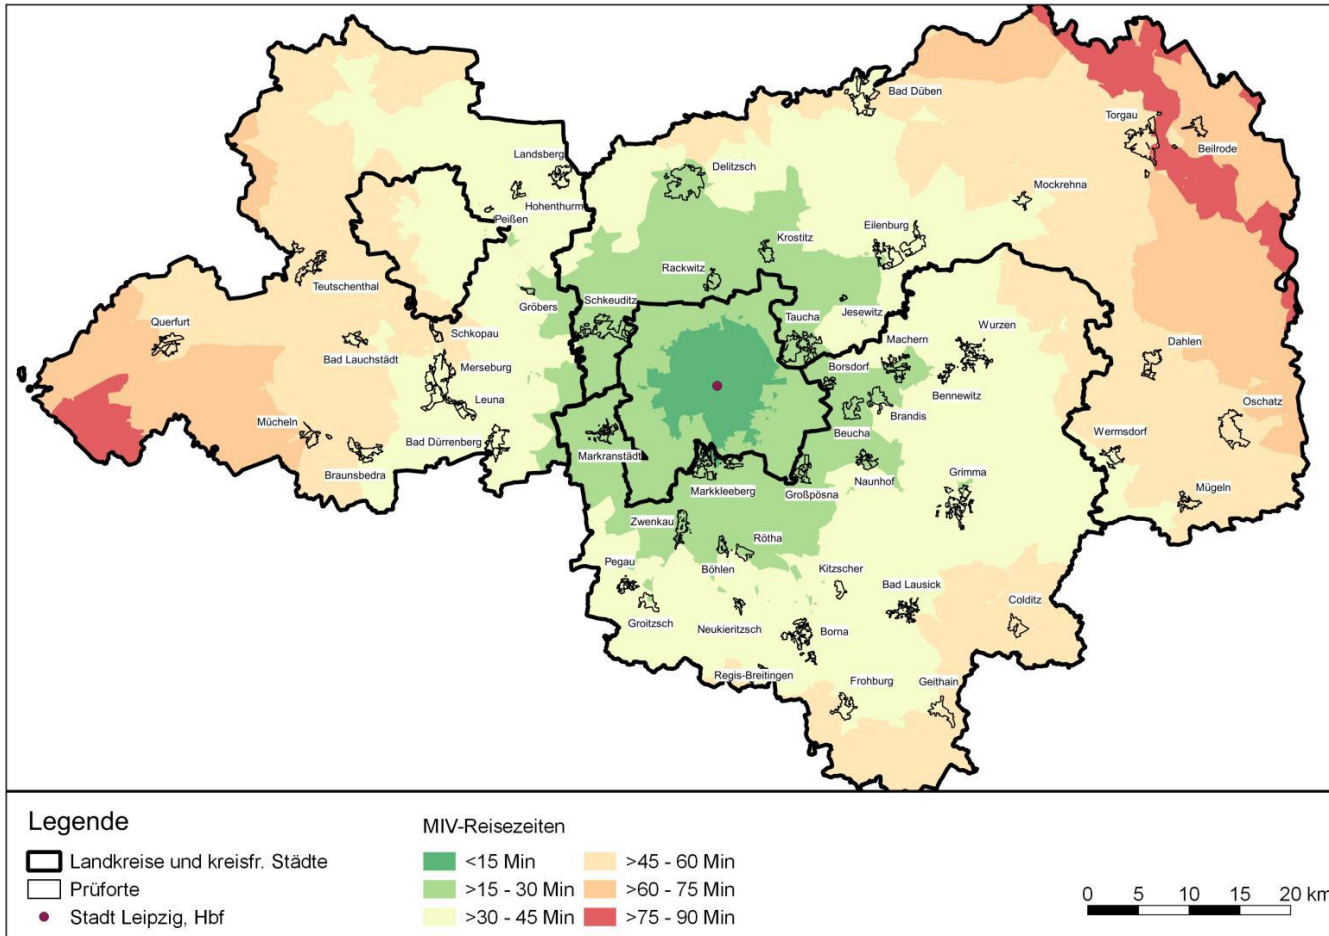 Bad Düben
Torgau
Beilrode
Landsberg
Delitzsch
Mockrehna
Hohenthurm
Peißen
Krostitz
Eilenburg
Rackwitz
Teutschenthal
Gröbers
Schkeuditz
Jesewitz
Querfurt
Schkopau
Taucha
Wurzen
Bad Lauchstädt
Machern
Dahlen
Merseburg
Borsdorf
Bennewitz
Leuna
Brandis
Oschatz
Mücheln
Bad Dürrenberg
Beucha
Wermsdorf
Braunsbedra
Markranstädt
Grimma
Naunhof
Markkleeberg
Großpösna
Mügeln
Zwenkau
Rötha
Pegau
Böhlen
Kitzscher
Bad Lausick
Colditz
Groitzsch
Neukieritzsch
Borna
Regis-Breitingen
Frohburg
Geithain
Legende
Landkreise und kreisfr. Städte
Prüforte
Stadt Leipzig, Hbf
MIV-Reisezeiten
<15 Min
>15 - 30 Min
>30 - 45 Min
>45 - 60 Min
>60 - 75 Min
>75 - 90 Min
0 5 10 15 20 km